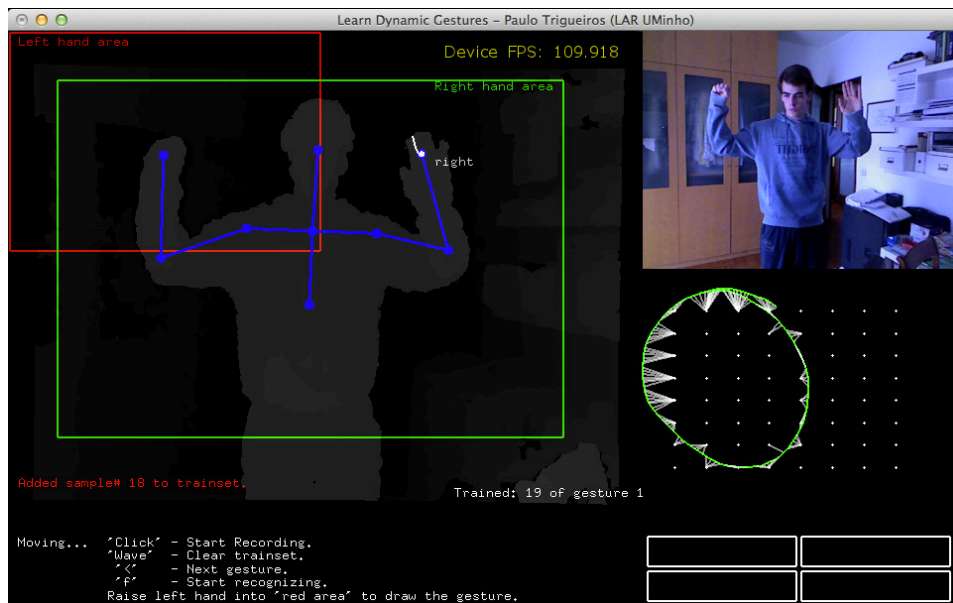 Learn Dynamic Gestures – Paulo Trigueiros (LAR UMinho)
Left hand area
Device FPS: 109.918
Right hand area
right
Added sample# 18 to trainset.
Trained: 19 of gesture 1
Moving... "Click" - Start Recording.
"Wave" - Clear trainset.
"<" - Next gesture.
"f" - Start recognizing.
Raise left hand into "red area" to draw the gesture.